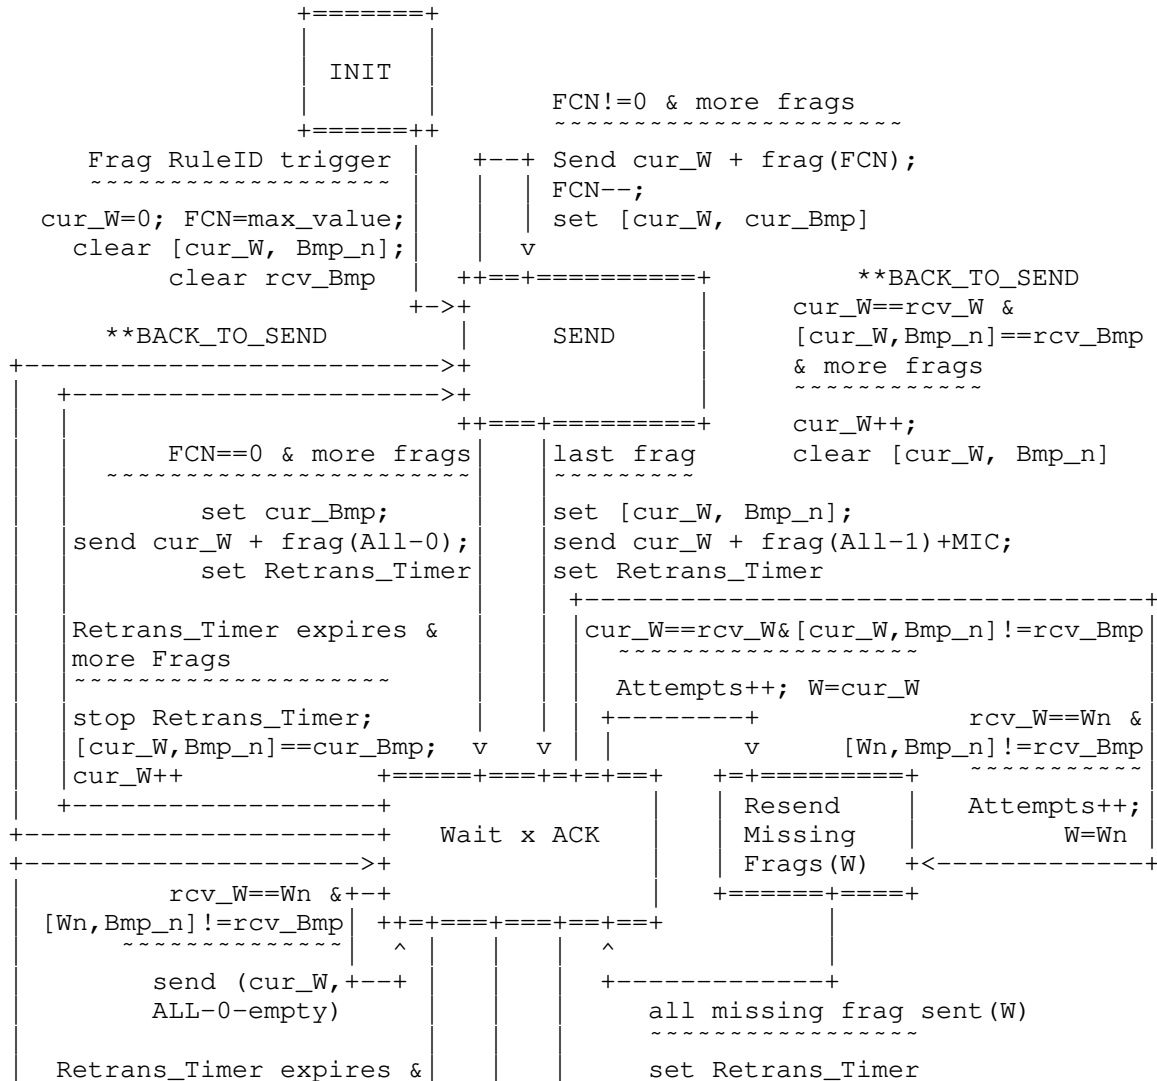 INIT
FCN!=0 & more frags
~~~~~~~~~~~~~~~~~~~~~~
Frag RuleID trigger | +--+ Send cur_W + frag(FCN);
~~~~~~~~~~~~~~~~~~~ | | | FCN--;
cur_W=0; FCN=max_value; | | set [cur_W, cur_Bmp]
clear [cur_W, Bmp_n];| | v
clear rcv_Bmp | ++==+==========+ **BACK_TO_SEND
+->+ | cur_W==rcv_W &
**BACK_TO_SEND | SEND | [cur_W,Bmp_n]==rcv_Bmp
+-------------------------->+ | & more frags
| +----------------------->+ | ~~~~~~~~~~~~
| | ++===+=========+ cur_W++;
| | FCN==0 & more frags| |last frag clear [cur_W, Bmp_n]
| | ~~~~~~~~~~~~~~~~~~~~~~~| |~~~~~~~~~
| | set cur_Bmp; | |set [cur_W, Bmp_n];
| |send cur_W + frag(All-0);| |send cur_W + frag(All-1)+MIC;
| | set Retrans_Timer| |set Retrans_Timer
| | | | +-----------------------------------+
| |Retrans_Timer expires & | | |cur_W==rcv_W&[cur_W,Bmp_n]!=rcv_Bmp|
| |more Frags | | | ~~~~~~~~~~~~~~~~~~~ |
| |~~~~~~~~~~~~~~~~~~~~ | | | Attempts++; W=cur_W |
| |stop Retrans_Timer; | | | +--------+ rcv_W==Wn &|
| |[cur_W,Bmp_n]==cur_Bmp; v v | | v [Wn,Bmp_n]!=rcv_Bmp|
| |cur_W++ +=====+===+=+=+==+ +=+=========+ ~~~~~~~~~~~|
| +-------------------+ | | Resend | Attempts++;|
+----------------------+ Wait x ACK | | Missing | W=Wn |
+--------------------->+ | | Frags(W) +<-------------+
| rcv_W==Wn &+-+ | +======+====+
| [Wn,Bmp_n]!=rcv_Bmp| ++=+===+===+==+==+ |
| ~~~~~~~~~~~~~~| ^ | | | ^ |
| send (cur_W,+--+ | | | +-------------+
| ALL-0-empty) | | | all missing frag sent(W)
| | | | ~~~~~~~~~~~~~~~~~
| Retrans_Timer expires &| | | set Retrans_Timer